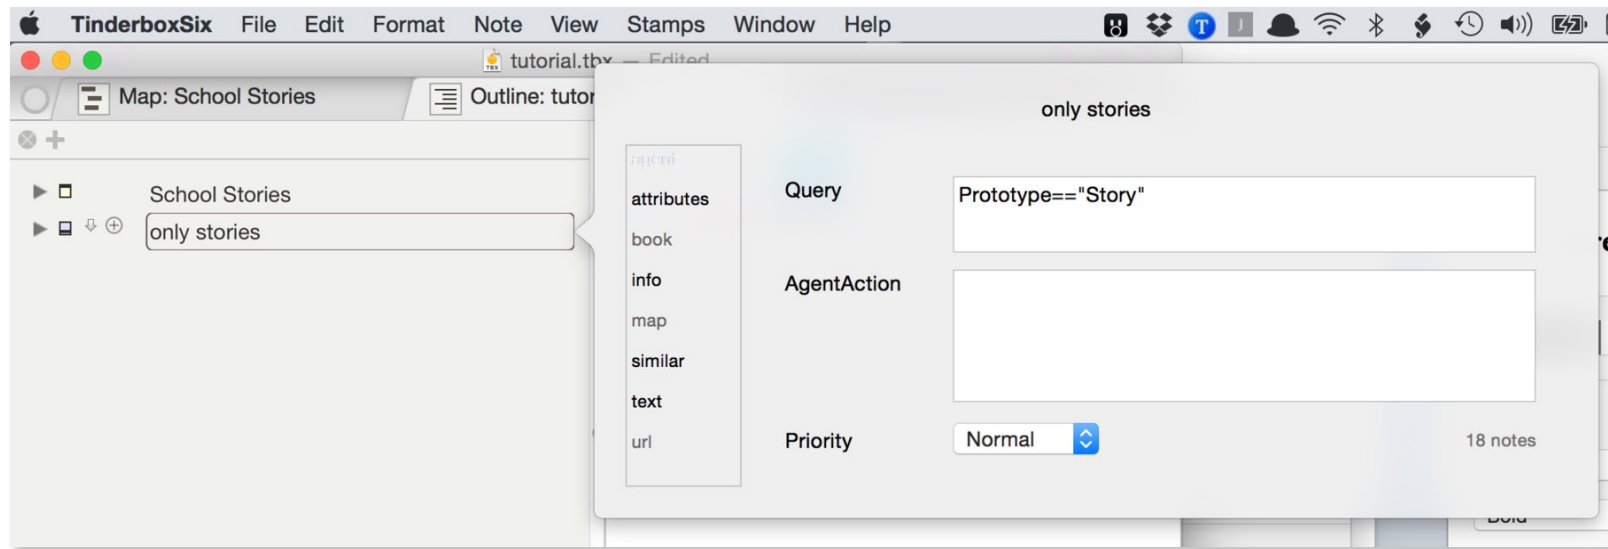 TinderboxSix File Edit Format Note View Stamps Window Help
tutorial.tbx — Edited
Map: School Stories
Outline: tutor
School Stories
only stories
only stories
agent
attributes
book
info
map
similar
text
url
Query
Prototype=="Story"
AgentAction
Priority
Normal
18 notes
Bold